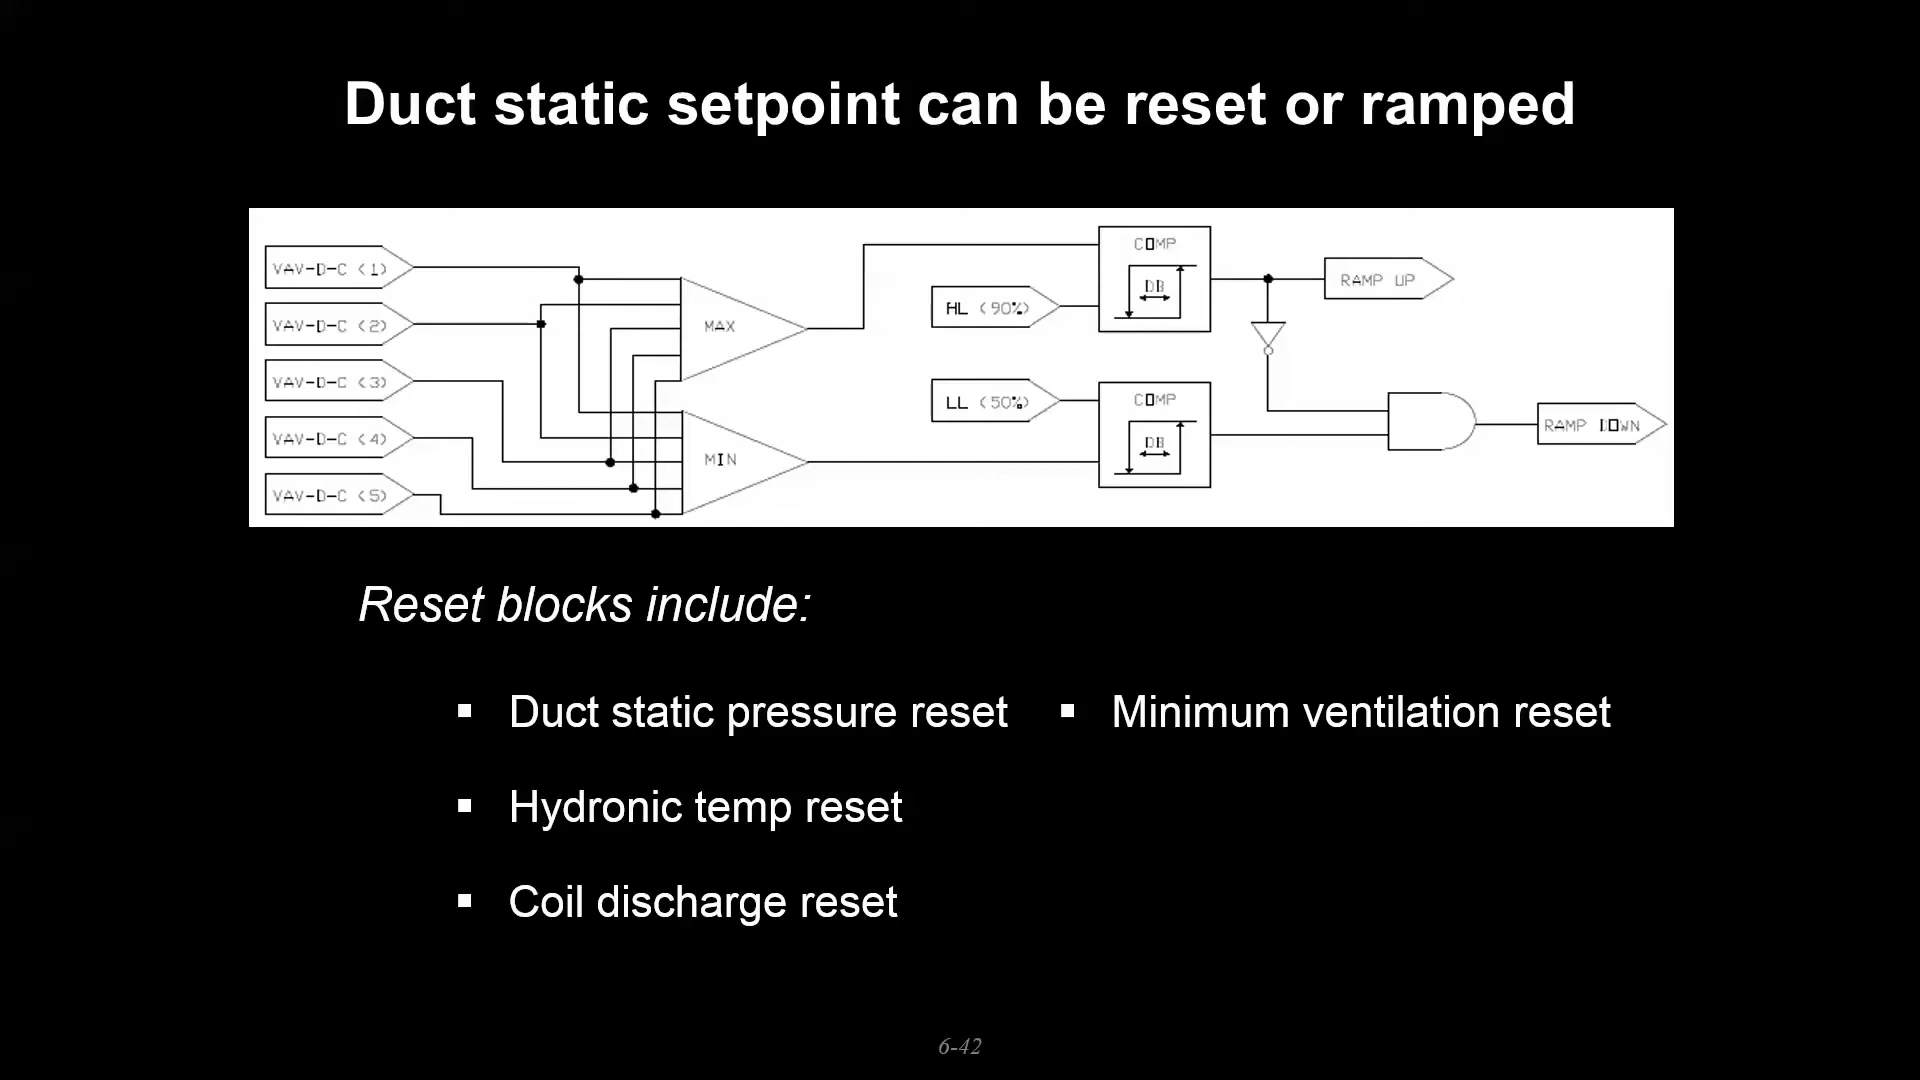 Duct static setpoint can be reset or ramped
VAV-D-C (1)
VAV-D-C (2)
VAV-D-C (3)
VAV-D-C (4)
VAV-D-C (5)
MAX
MIN
HL (90%)
LL (50%)
COMP
DB
COMP
DB
RAMP UP
RAMP DOWN
Reset blocks include:
▪ Duct static pressure reset
▪ Hydronic temp reset
▪ Coil discharge reset
▪ Minimum ventilation reset
6-42